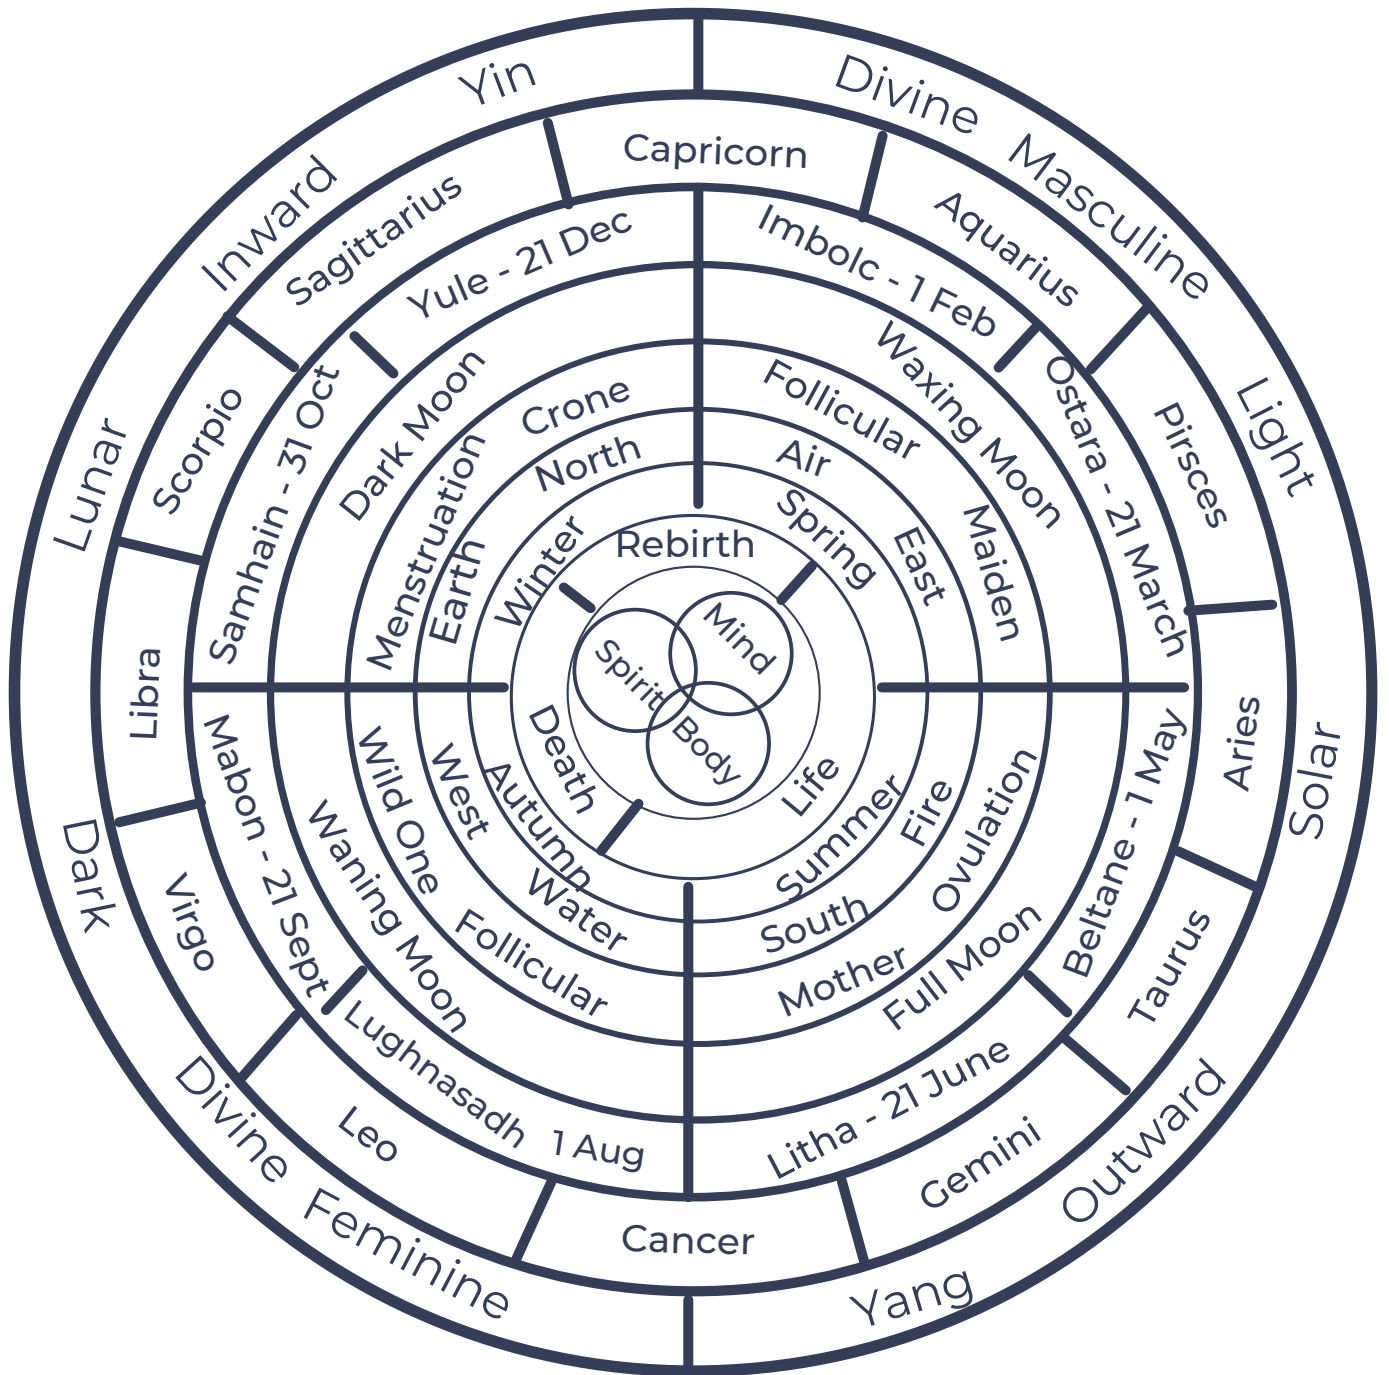 Yin
Inward
Lunar
Dark
Divine Feminine
Divine Masculine
Light
Solar
Outward
Yang
Capricorn
Aquarius
Pirsces
Aries
Taurus
Gemini
Cancer
Leo
Virgo
Libra
Scorpio
Sagittarius
Yule - 21 Dec
Imbolc - 1 Feb
Ostara - 21 March
Beltane - 1 May
Litha - 21 June
Lughnasadh 1 Aug
Mabon - 21 Sept
Samhain - 31 Oct
Dark Moon
Waxing Moon
Full Moon
Waning Moon
Menstruation
Crone
Follicular
Maiden
Ovulation
Mother
Follicular
Wild One
Earth
North
Air
East
Fire
South
Water
West
Winter
Spring
Summer
Autumn
Rebirth
Life
Death
Spirit
Mind
Body